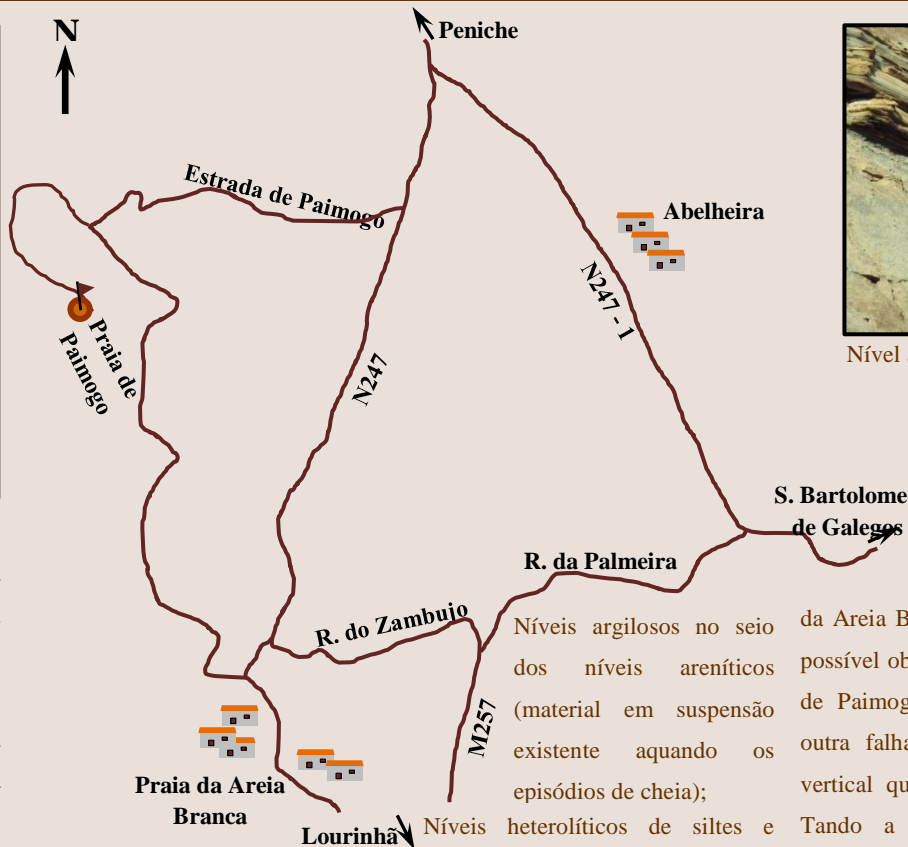 N
Peniche
Estrada de Paimogo
Abelheira
N247 - 1
Praia de
Paimogo
N247
Nível
S. Bartolome
de Galegos
R. da Palmeira
R. do Zambujo
M257
Praia da Areia
Branca
Lourinhã
Níveis argilosos no seio
dos níveis areníticos
(material em suspensão
existente aquando os
episódios de cheia);
Níveis heterolíticos de siltes e
da Areia B
possível ob
de Paimog
outra falha
vertical qu
Tando a